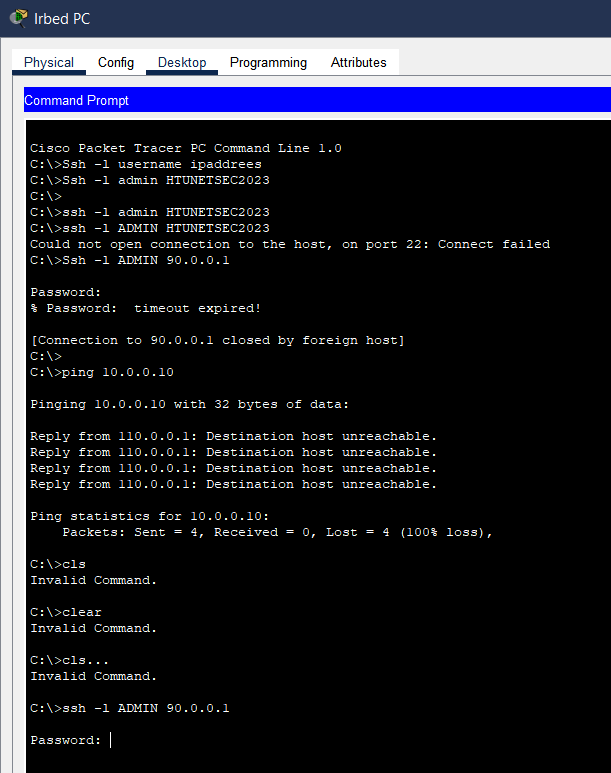 Irbed PC
Physical Config Desktop Programming Attributes
Command Prompt
Cisco Packet Tracer PC Command Line 1.0
C:\>Ssh -l username ipaddrees
C:\>Ssh -l admin HTUNETSEC2023
C:\>
C:\>ssh -l admin HTUNETSEC2023
C:\>ssh -l ADMIN HTUNETSEC2023
Could not open connection to the host, on port 22: Connect failed
C:\>Ssh -l ADMIN 90.0.0.1
Password:
% Password:  timeout expired!
[Connection to 90.0.0.1 closed by foreign host]
C:\>
C:\>ping 10.0.0.10
Pinging 10.0.0.10 with 32 bytes of data:
Reply from 110.0.0.1: Destination host unreachable.
Reply from 110.0.0.1: Destination host unreachable.
Reply from 110.0.0.1: Destination host unreachable.
Reply from 110.0.0.1: Destination host unreachable.
Ping statistics for 10.0.0.10:
    Packets: Sent = 4, Received = 0, Lost = 4 (100% loss),
C:\>cls
Invalid Command.
C:\>clear
Invalid Command.
C:\>cls...
Invalid Command.
C:\>ssh -l ADMIN 90.0.0.1
Password: